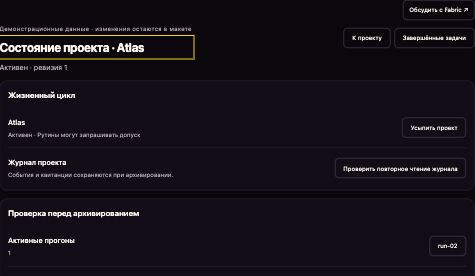 Обсудить с Fabric ↗
Демонстрационные данные · изменения остаются в макете
Состояние проекта · Atlas
К проекту
Завершённые задачи
Активен · ревизия 1
Жизненный цикл
Atlas
Активен · Рутины могут запрашивать допуск
Усыпить проект
Журнал проекта
События и квитанции сохраняются при архивировании.
Проверить повторное чтение журнала
Проверка перед архивированием
Активные прогоны
1
run-02